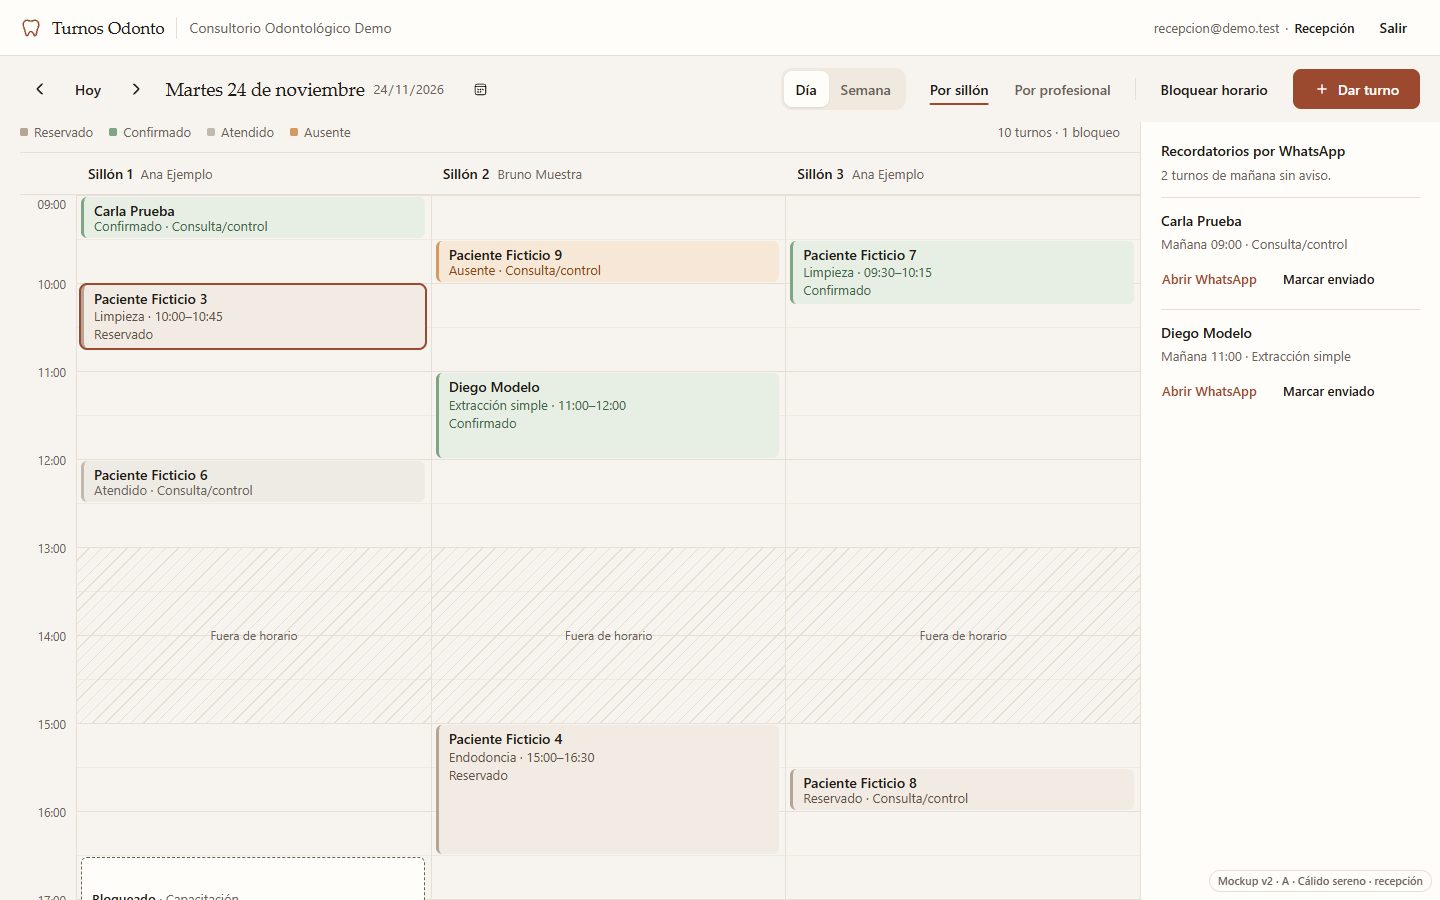 Turnos Odonto
Consultorio Odontológico Demo
recepcion@demo.test · Recepción
Salir
Hoy
Martes 24 de noviembre 24/11/2026
Día
Semana
Por sillón
Por profesional
Bloquear horario
+ Dar turno
Reservado
Confirmado
Atendido
Ausente
10 turnos · 1 bloqueo
Sillón 1 Ana Ejemplo
Sillón 2 Bruno Muestra
Sillón 3 Ana Ejemplo
09:00
Carla Prueba
Confirmado · Consulta/control
Paciente Ficticio 9
Ausente · Consulta/control
Paciente Ficticio 7
Limpieza · 09:30–10:15
Confirmado
10:00
Paciente Ficticio 3
Limpieza · 10:00–10:45
Reservado
11:00
Diego Modelo
Extracción simple · 11:00–12:00
Confirmado
12:00
Paciente Ficticio 6
Atendido · Consulta/control
13:00
14:00
Fuera de horario
Fuera de horario
Fuera de horario
15:00
Paciente Ficticio 4
Endodoncia · 15:00–16:30
Reservado
Paciente Ficticio 8
Reservado · Consulta/control
16:00
17:00
Bloqueado · Capacitación
Recordatorios por WhatsApp
2 turnos de mañana sin aviso.
Carla Prueba
Mañana 09:00 · Consulta/control
Abrir WhatsApp
Marcar enviado
Diego Modelo
Mañana 11:00 · Extracción simple
Abrir WhatsApp
Marcar enviado
Mockup v2 · A · Cálido sereno · recepción